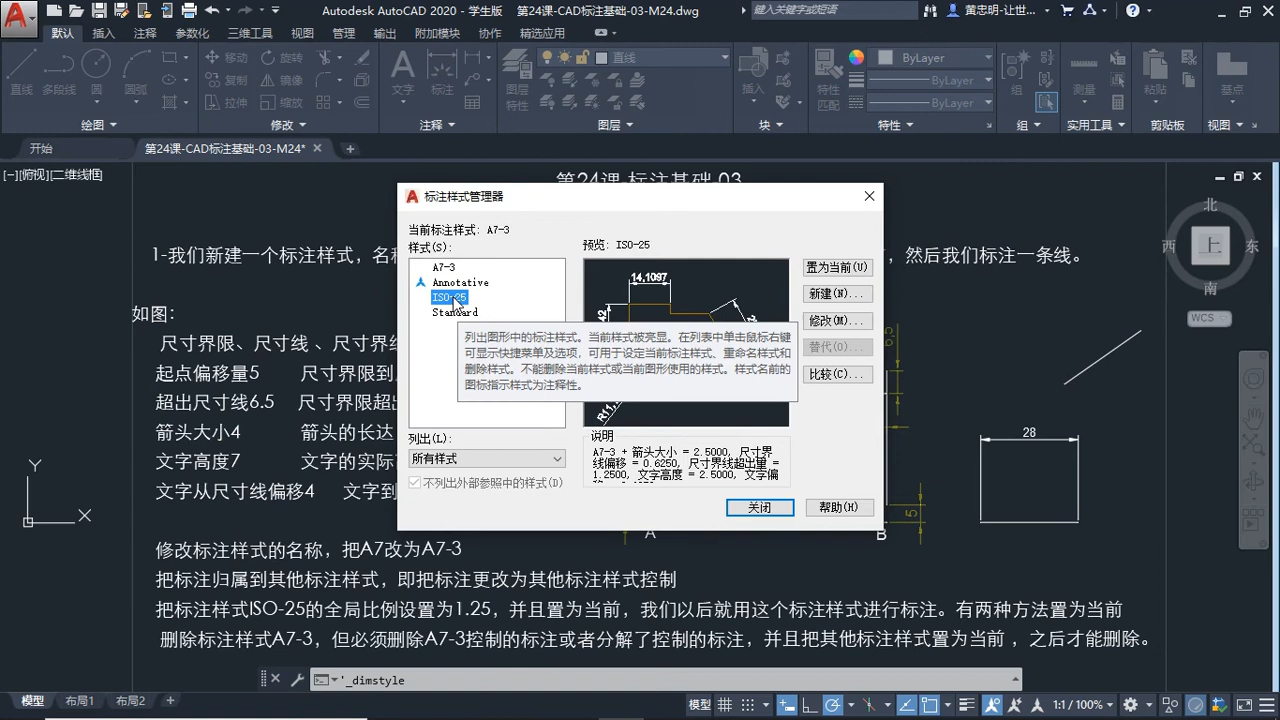 Autodesk AutoCAD 2020 - 学生版 第24课-CAD标注基础-03-M24.dwg 键入关键字或短语 黄忠明-让世...
默认 插入 注释 参数化 三维工具 视图 管理 输出 附加模块 协作 精选应用
直线 多段线 圆 圆弧 移动 旋转 文字 标注 图层特性 直线 插入 特性匹配 ByLayer 组 测量 粘贴 基点
复制 镜像 ByLayer
拉伸 缩放 ByLayer
绘图 修改 注释 图层 块 特性 组 实用工具 剪贴板 视图
开始 第24课-CAD标注基础-03-M24*
[-][俯视][二维线框]
第24课-标注基础-03
标注样式管理器
当前标注样式: A7-3
样式(S):
A7-3
Annotative
ISO-25
Standard
预览: ISO-25
14.1097
R11.
置为当前(U)
新建(N)...
修改(M)...
替代(O)...
比较(C)...
列出图形中的标注样式。当前样式被亮显。在列表中单击鼠标右键
可显示快捷菜单及选项，可用于设定当前标注样式、重命名样式和
删除样式。不能删除当前样式或当前图形使用的样式。样式名前的
图标指示样式为注释性。
列出(L):
所有样式
不列出外部参照中的样式(D)
说明
A7-3 + 箭头大小 = 2.5000, 尺寸界
线偏移 = 0.6250, 尺寸界线超出量 =
1.2500, 文字高度 = 2.5000, 文字偏
关闭 帮助(H)
北
西 上 东
南
WCS
1-我们新建一个标注样式，名称 ，然后我们标注一条线。
如图：
尺寸界限、尺寸线 、尺寸界线
起点偏移量5 尺寸界限到
超出尺寸线6.5 尺寸界限超出
箭头大小4 箭头的长达
文字高度7 文字的实际
文字从尺寸线偏移4 文字到
6.5
5
A B
28
Y
X
修改标注样式的名称，把A7改为A7-3
把标注归属到其他标注样式，即把标注更改为其他标注样式控制
把标注样式ISO-25的全局比例设置为1.25，并且置为当前，我们以后就用这个标注样式进行标注。有两种方法置为当前
删除标注样式A7-3，但必须删除A7-3控制的标注或者分解了控制的标注，并且把其他标注样式置为当前 ，之后才能删除。
'_dimstyle
模型 布局1 布局2 模型 1:1 / 100%